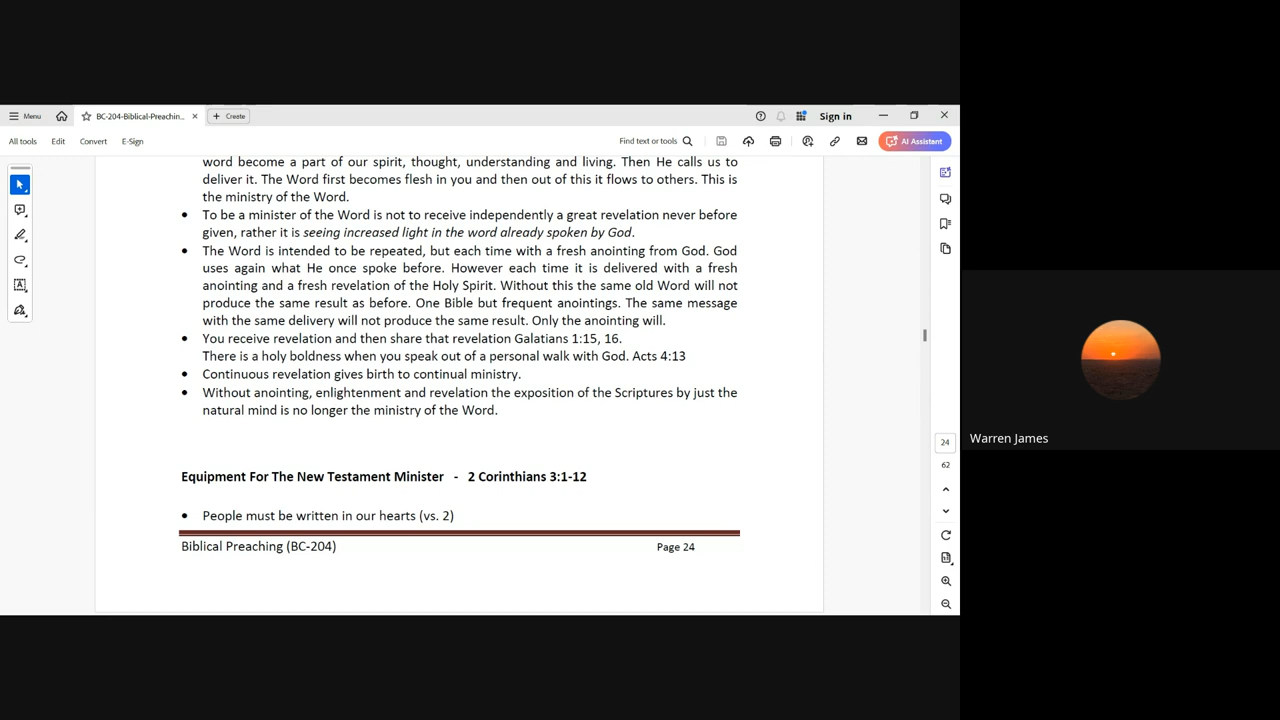 Menu
BC-204-Biblical-Preachin...
Create
Sign in
All tools
Edit
Convert
E-Sign
Find text or tools
AI Assistant
word become a part of our spirit, thought, understanding and living. Then He calls us to
deliver it. The Word first becomes flesh in you and then out of this it flows to others. This is
the ministry of the Word.
• To be a minister of the Word is not to receive independently a great revelation never before
given, rather it is seeing increased light in the word already spoken by God.
• The Word is intended to be repeated, but each time with a fresh anointing from God. God
uses again what He once spoke before. However each time it is delivered with a fresh
anointing and a fresh revelation of the Holy Spirit. Without this the same old Word will not
produce the same result as before. One Bible but frequent anointings. The same message
with the same delivery will not produce the same result. Only the anointing will.
• You receive revelation and then share that revelation Galatians 1:15, 16.
There is a holy boldness when you speak out of a personal walk with God. Acts 4:13
• Continuous revelation gives birth to continual ministry.
• Without anointing, enlightenment and revelation the exposition of the Scriptures by just the
natural mind is no longer the ministry of the Word.
Equipment For The New Testament Minister - 2 Corinthians 3:1-12
• People must be written in our hearts (vs. 2)
Biblical Preaching (BC-204)
Page 24
24
62
Warren James